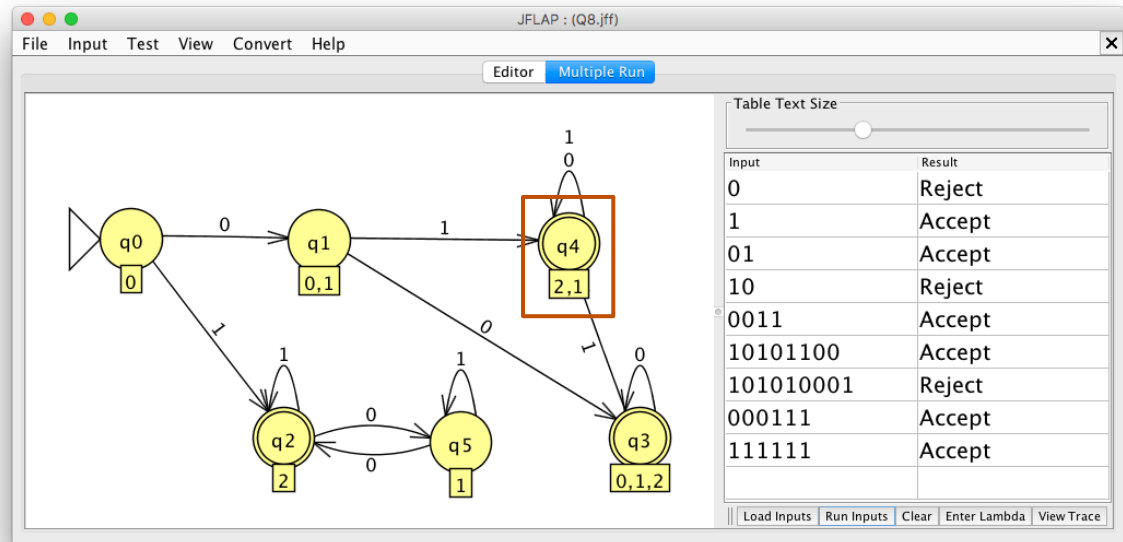 JFLAP : (Q8.jff)
File Input Test View Convert Help
Editor Multiple Run
Table Text Size
Input Result
0 Reject
1 Accept
01 Accept
10 Reject
0011 Accept
10101100 Accept
101010001 Reject
000111 Accept
111111 Accept
Load Inputs Run Inputs Clear Enter Lambda View Trace
1
0
q0 0 q1 1 q4
0 0,1 2,1
1 0 1
1 1 0
q2 0 q5 q3
0
2 1 0,1,2